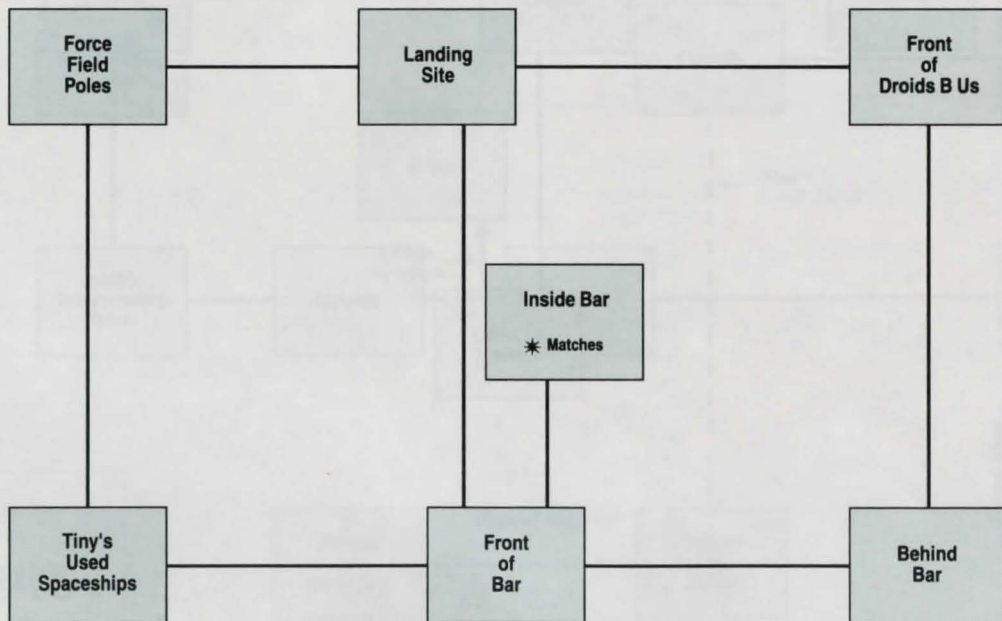 Force
Field
Poles
Landing
Site
Front
of
Droids B Us
Inside Bar
✴ Matches
Tiny's
Used
Spaceships
Front
of
Bar
Behind
Bar